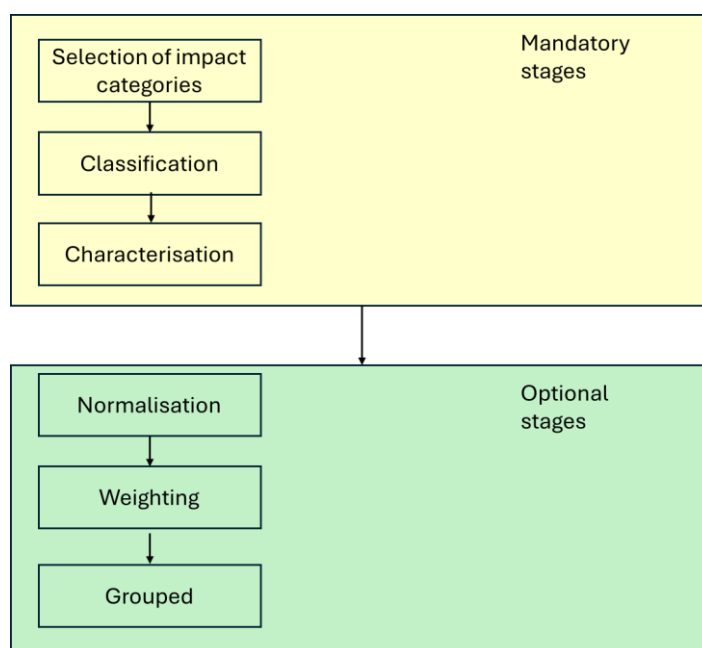 Selection of impact
categories
Mandatory
stages
Classification
Characterisation
Normalisation
Optional
stages
Weighting
Grouped